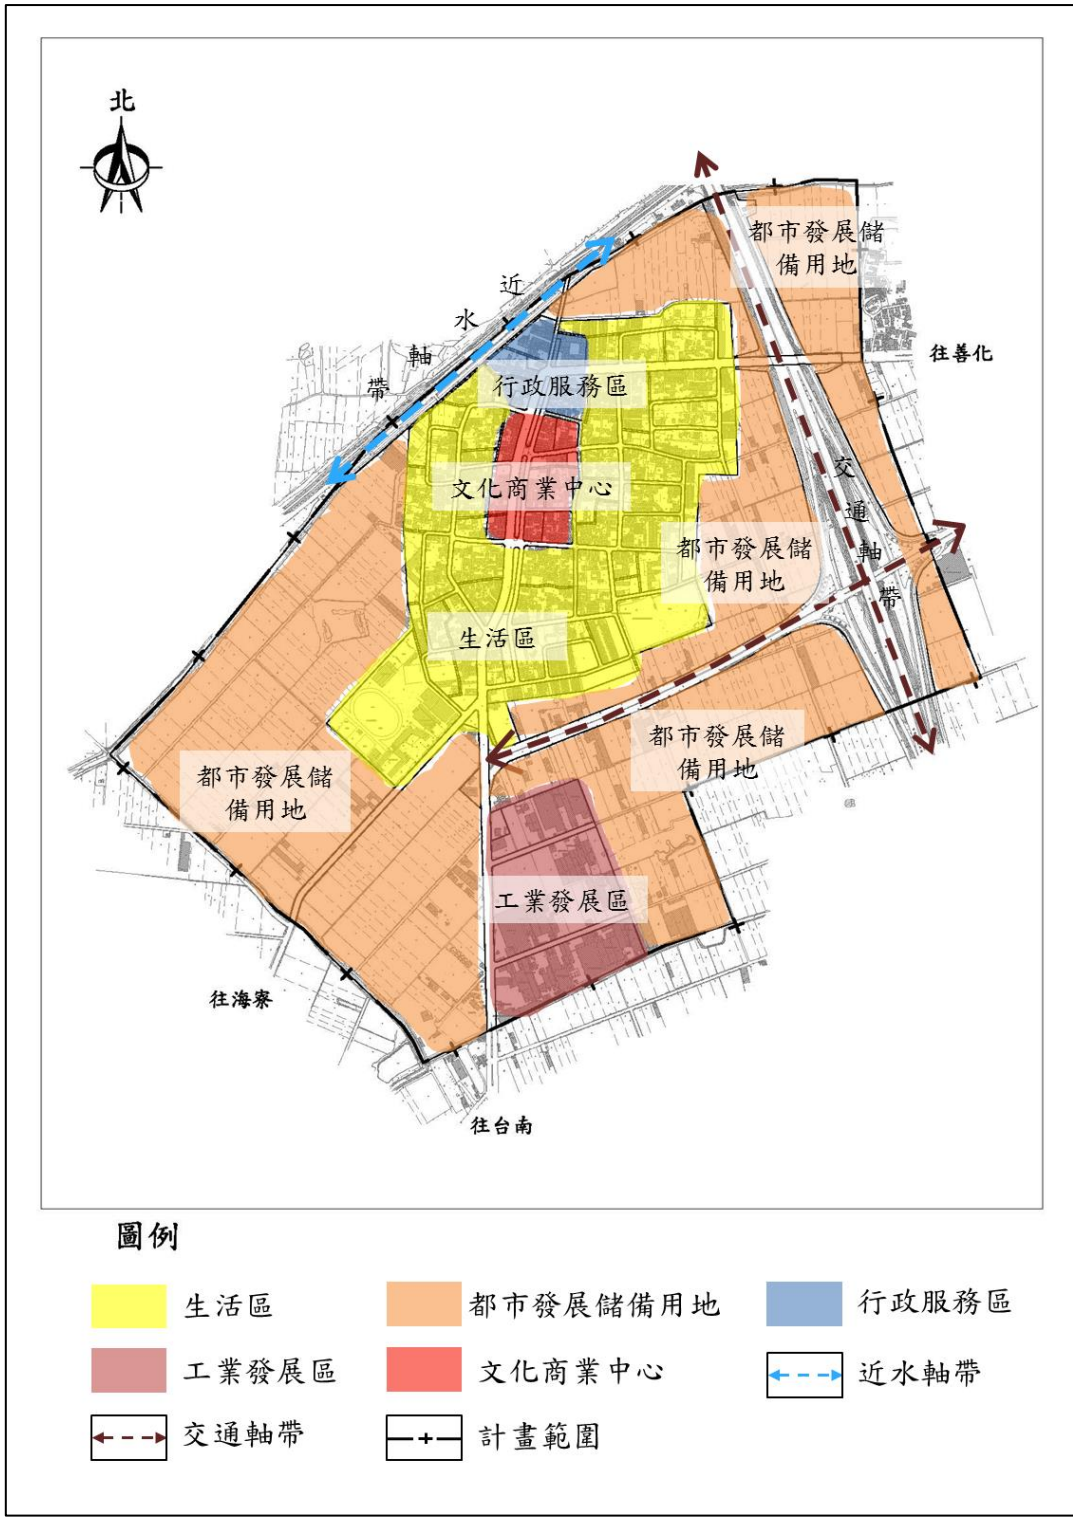 北
都市發展儲
備用地
近
水
軸
帶
往善化
行政服務區
文化商業中心
交
通
軸
帶
都市發展儲
備用地
生活區
都市發展儲
備用地
都市發展儲
備用地
工業發展區
往海寮
往台南
圖例
生活區
都市發展儲備用地
行政服務區
工業發展區
文化商業中心
近水軸帶
交通軸帶
計畫範圍